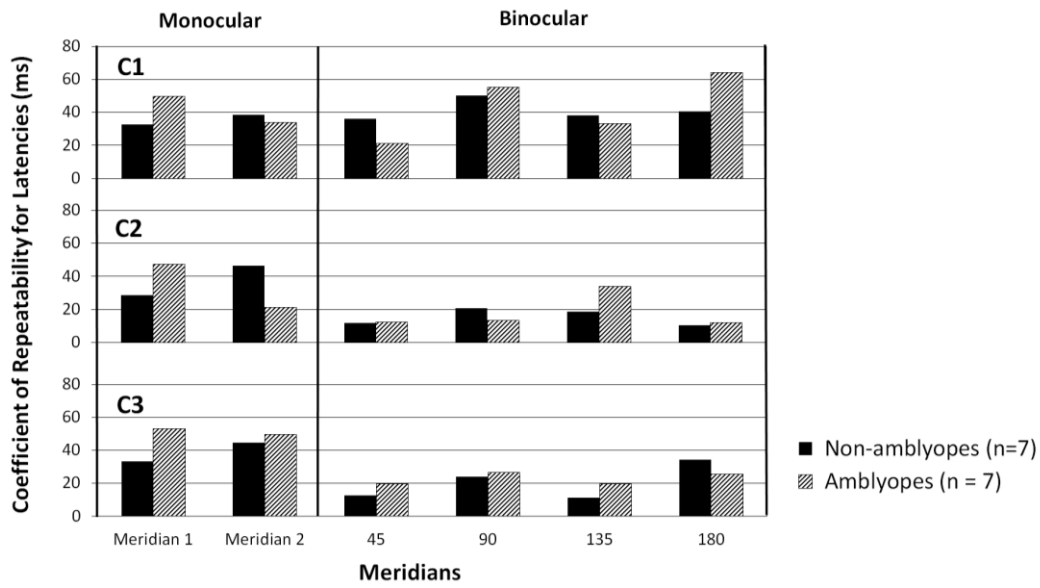 Monocular Binocular
Coefficient of Repeatability for Latencies (ms)
80
C1
60
40
20
0
80
C2
60
40
20
0
80
C3
60
40
20
0
Non-amblyopes (n=7)
Amblyopes (n = 7)
Meridian 1 Meridian 2 45 90 135 180
Meridians